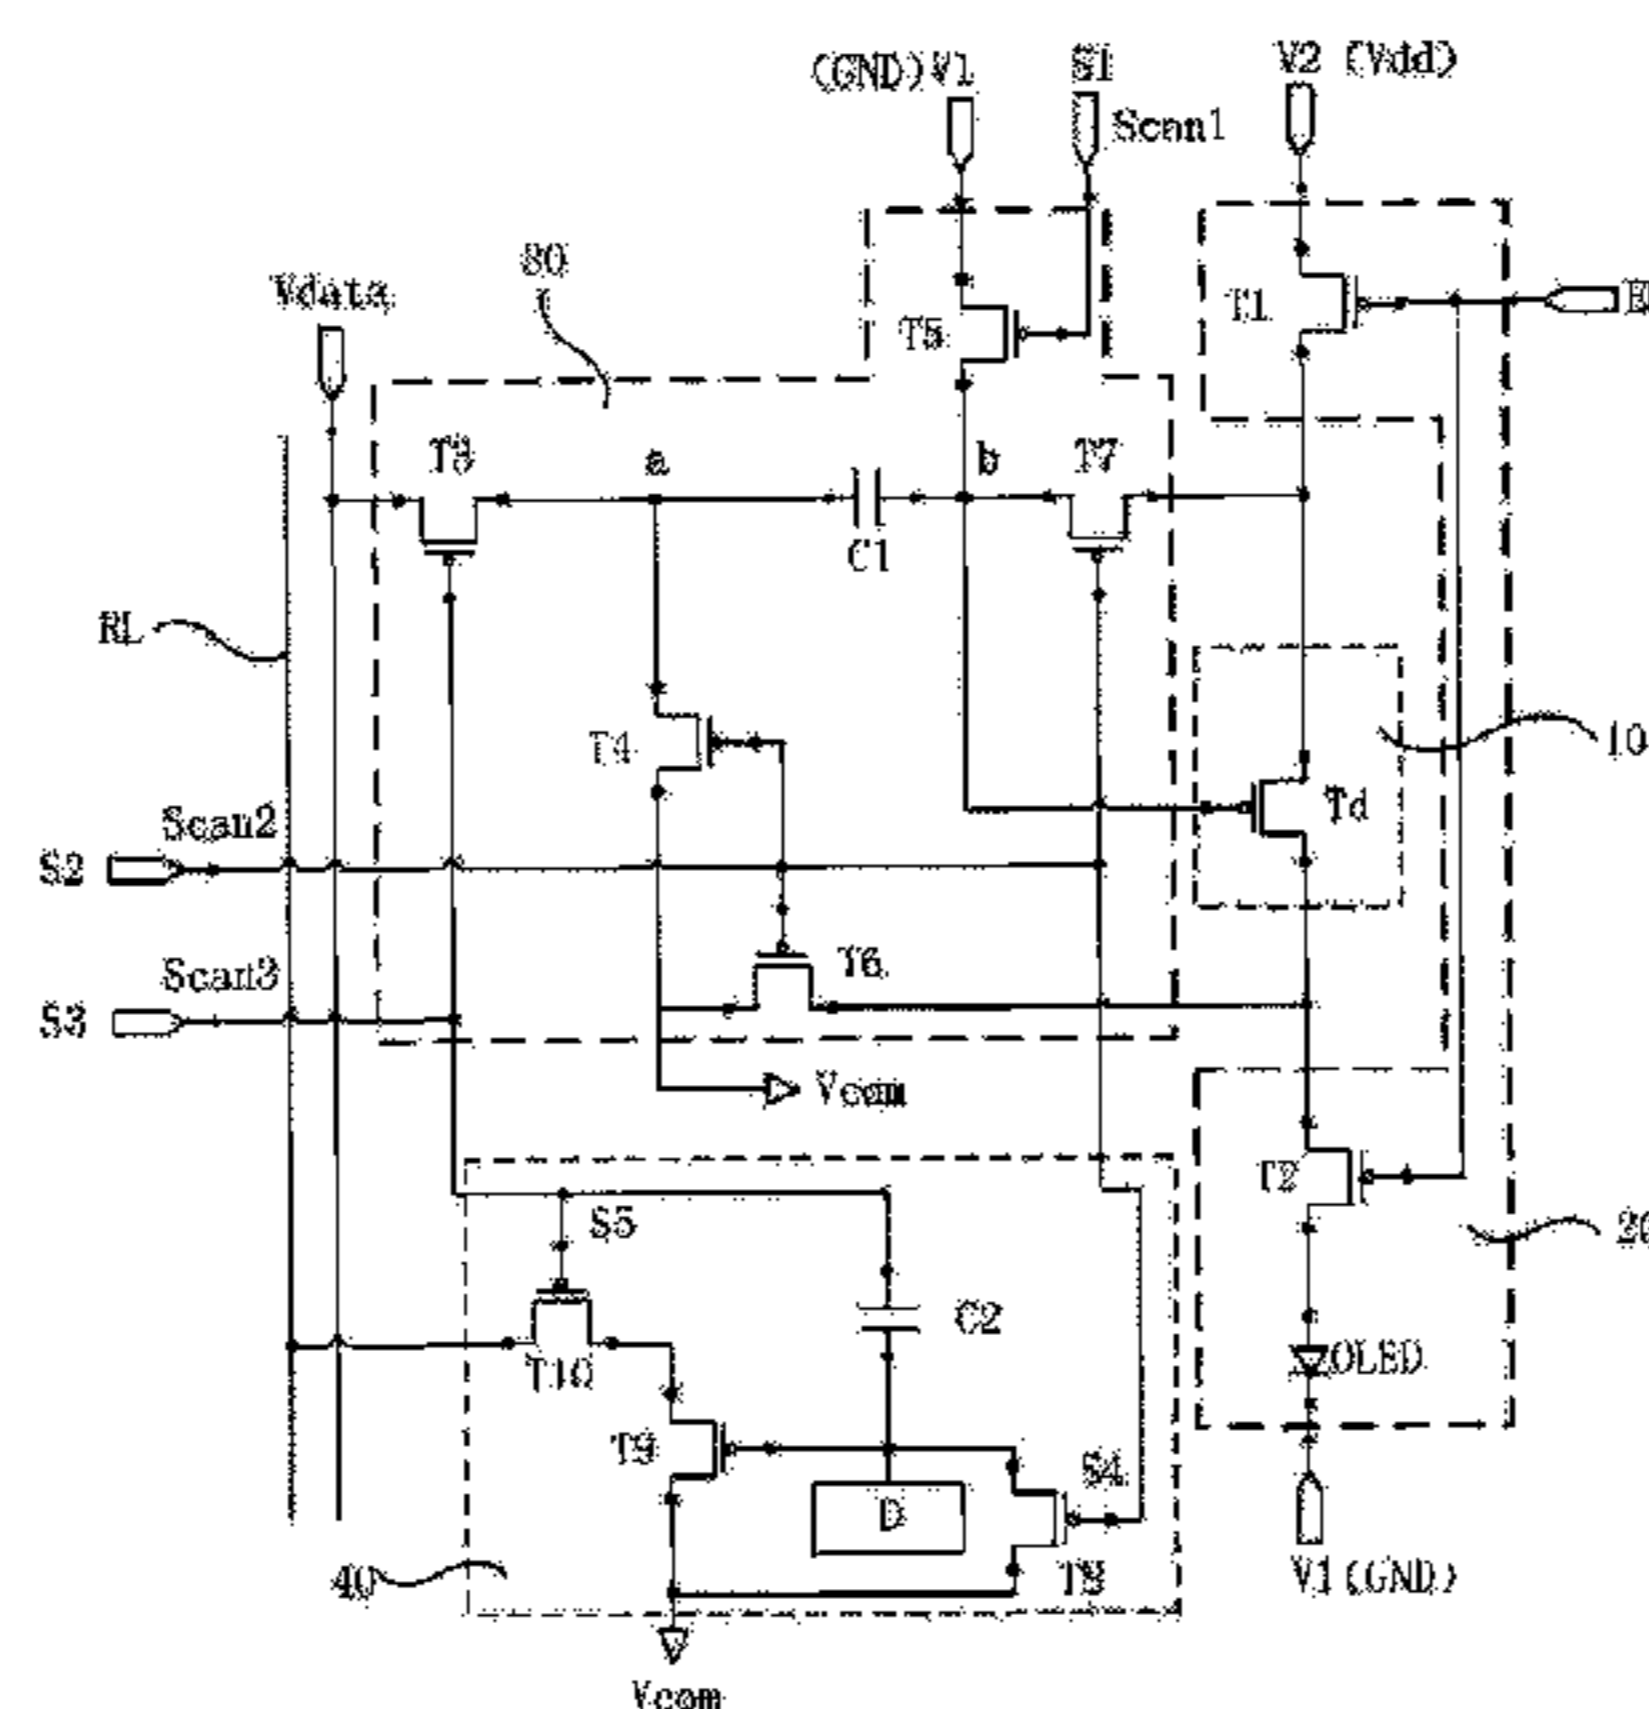 (GND) V1
S1
V2 (Vdd)
Scan1
80
Vdata
T1
T5
T3
a
b
T7
C1
RL
T4
10
Td
Scan2
S2
T6
Scan3
S3
Vcom
T2
S5
C2
OLED
T10
T9
S4
D
40
T8
V1 (GND)
Vcom